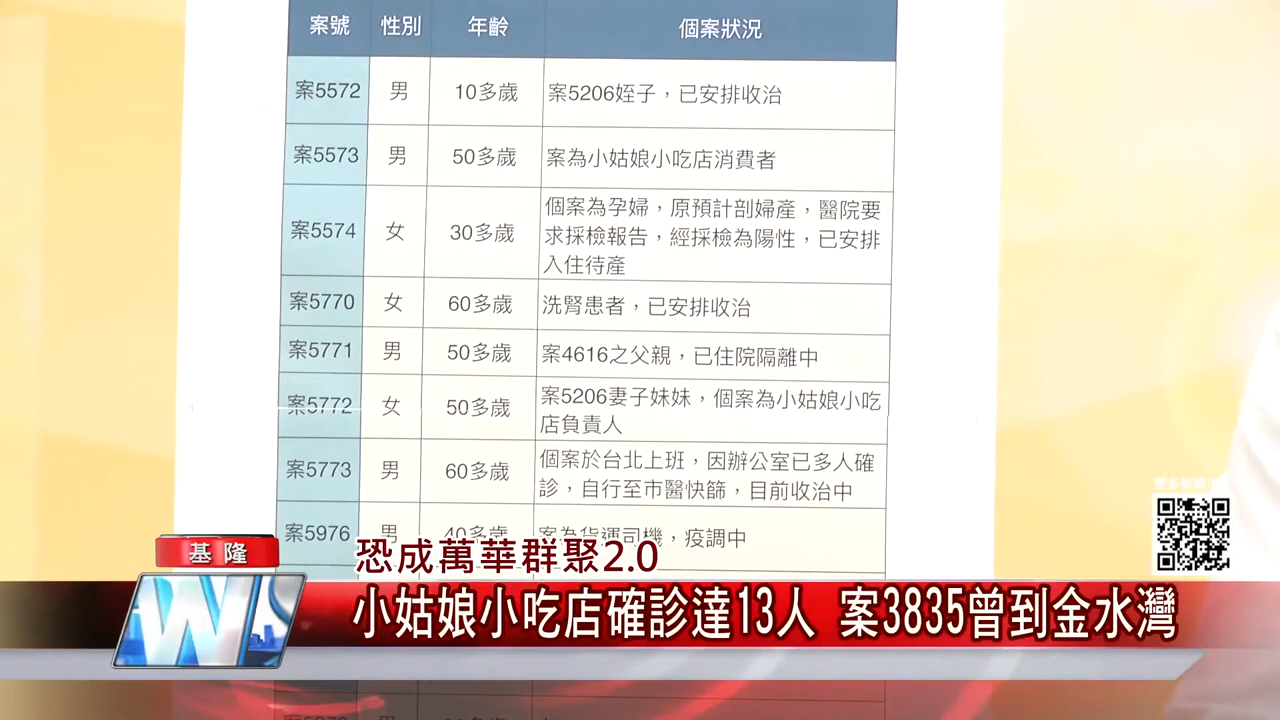 案號 性別 年齡 個案狀況
案5572 男 10多歲 案5206姪子，已安排收治
案5573 男 50多歲 案為小姑娘小吃店消費者
案5574 女 30多歲 個案為孕婦，原預計剖婦產，醫院要
求採檢報告，經採檢為陽性，已安排
入住待產
案5770 女 60多歲 洗腎患者，已安排收治
案5771 男 50多歲 案4616之父親，已住院隔離中
案5772 女 50多歲 案5206妻子妹妹，個案為小姑娘小吃
店負責人
案5773 男 60多歲 個案於台北上班，因辦公室已多人確
診，自行至市醫快篩，目前收治中
案5976 男 40多歲 案為貨運司機，疫調中
基隆
恐成萬華群聚2.0
小姑娘小吃店確診達13人 案3835曾到金水灣
W